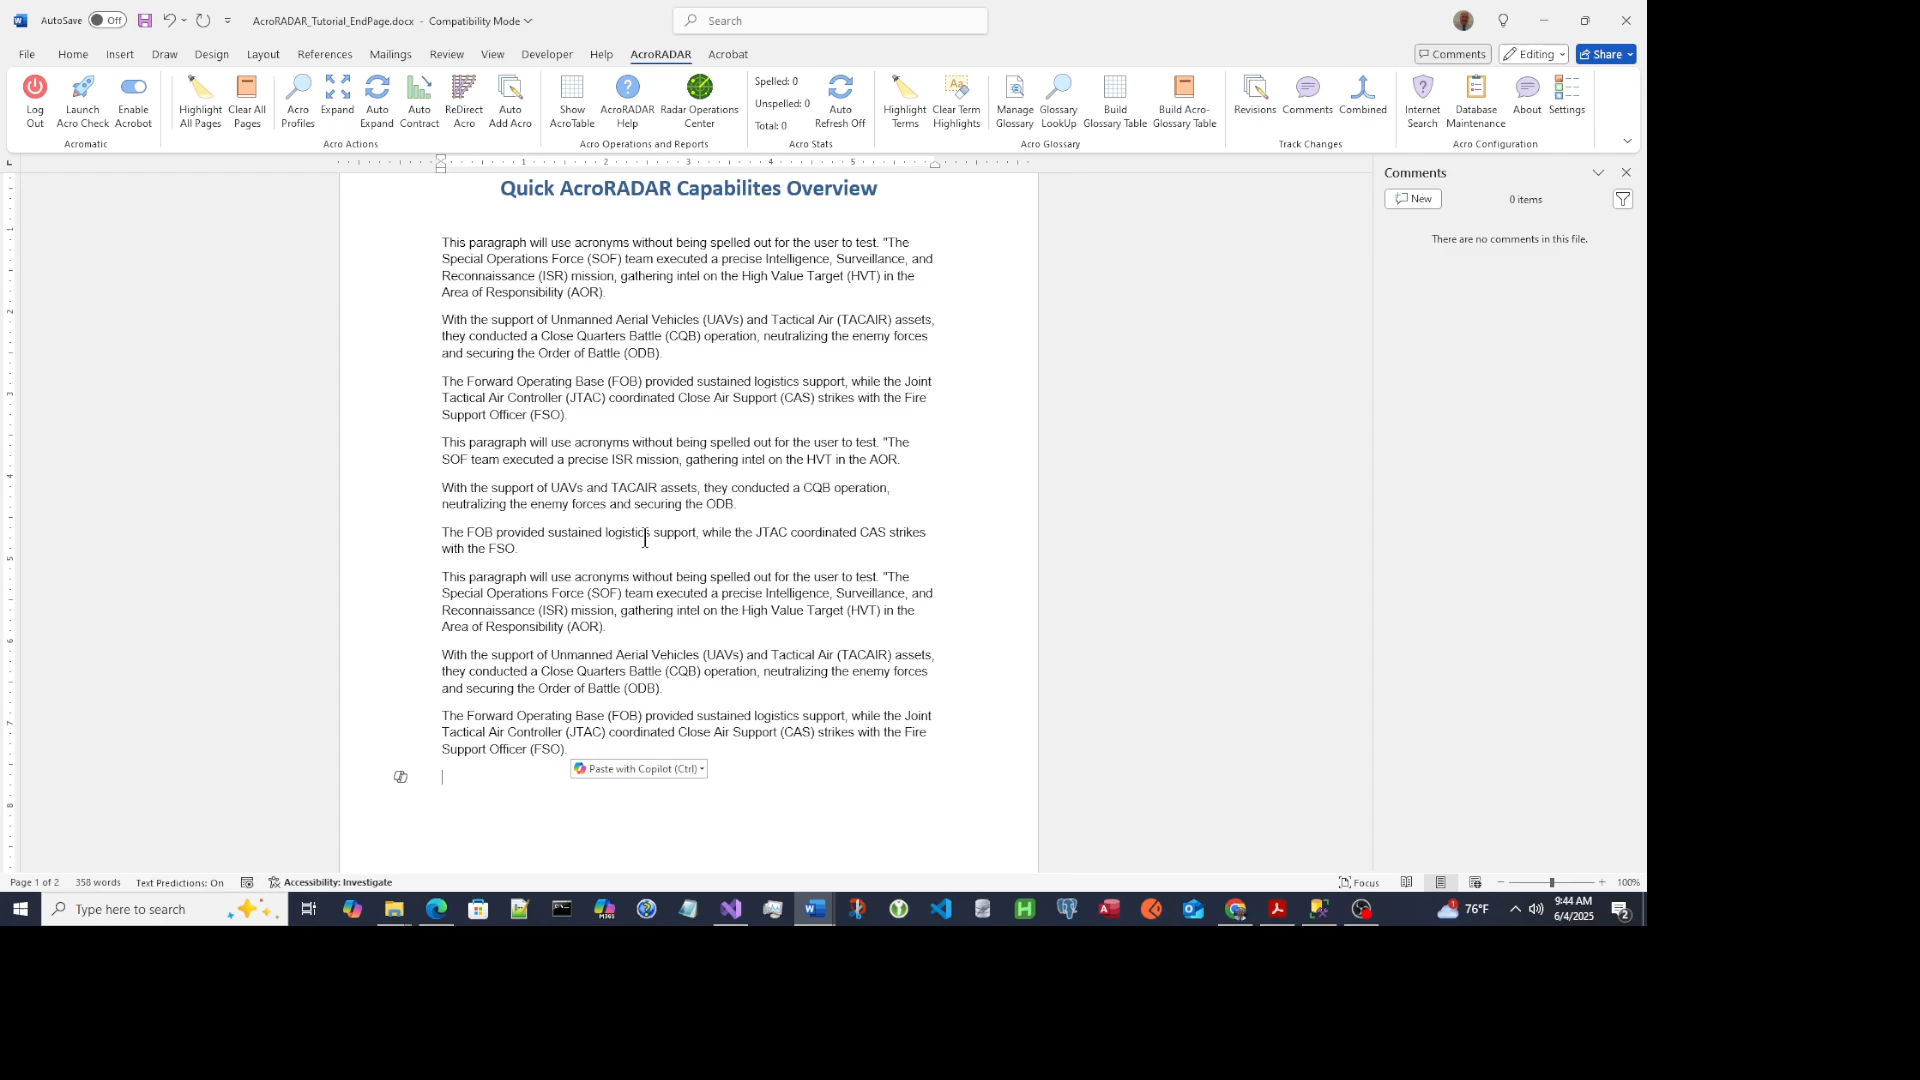 AutoSave Off AcroRADAR_Tutorial_EndPage.docx - Compatibility Mode Search
File Home Insert Draw Design Layout References Mailings Review View Developer Help AcroRADAR Acrobat Comments Editing Share
Log Out
Launch Acro Check
Enable Acrobot
Acromatic
Highlight All Pages
Clear All Pages
Acro Profiles
Expand
Auto Expand
Auto Contract
ReDirect Acro
Auto Add Acro
Acro Actions
Show AcroTable
AcroRADAR Help
Radar Operations Center
Acro Operations and Reports
Spelled: 0
Unspelled: 0
Total: 0
Auto Refresh Off
Acro Stats
Highlight Terms
Clear Term Highlights
Manage Glossary
Glossary LookUp
Build Glossary Table
Build Acro-Glossary Table
Acro Glossary
Revisions
Comments
Combined
Track Changes
Internet Search
Database Maintenance
About
Settings
Acro Configuration
1 2 3 4 5
Comments
New 0 items
There are no comments in this file.
Quick AcroRADAR Capabilites Overview
This paragraph will use acronyms without being spelled out for the user to test. "The
Special Operations Force (SOF) team executed a precise Intelligence, Surveillance, and
Reconnaissance (ISR) mission, gathering intel on the High Value Target (HVT) in the
Area of Responsibility (AOR).
With the support of Unmanned Aerial Vehicles (UAVs) and Tactical Air (TACAIR) assets,
they conducted a Close Quarters Battle (CQB) operation, neutralizing the enemy forces
and securing the Order of Battle (ODB).
The Forward Operating Base (FOB) provided sustained logistics support, while the Joint
Tactical Air Controller (JTAC) coordinated Close Air Support (CAS) strikes with the Fire
Support Officer (FSO).
This paragraph will use acronyms without being spelled out for the user to test. "The
SOF team executed a precise ISR mission, gathering intel on the HVT in the AOR.
With the support of UAVs and TACAIR assets, they conducted a CQB operation,
neutralizing the enemy forces and securing the ODB.
The FOB provided sustained logistics support, while the JTAC coordinated CAS strikes
with the FSO.
This paragraph will use acronyms without being spelled out for the user to test. "The
Special Operations Force (SOF) team executed a precise Intelligence, Surveillance, and
Reconnaissance (ISR) mission, gathering intel on the High Value Target (HVT) in the
Area of Responsibility (AOR).
With the support of Unmanned Aerial Vehicles (UAVs) and Tactical Air (TACAIR) assets,
they conducted a Close Quarters Battle (CQB) operation, neutralizing the enemy forces
and securing the Order of Battle (ODB).
The Forward Operating Base (FOB) provided sustained logistics support, while the Joint
Tactical Air Controller (JTAC) coordinated Close Air Support (CAS) strikes with the Fire
Support Officer (FSO).
Paste with Copilot (Ctrl)
Page 1 of 2 358 words Text Predictions: On Accessibility: Investigate Focus 100%
Type here to search 76°F 9:44 AM
6/4/2025